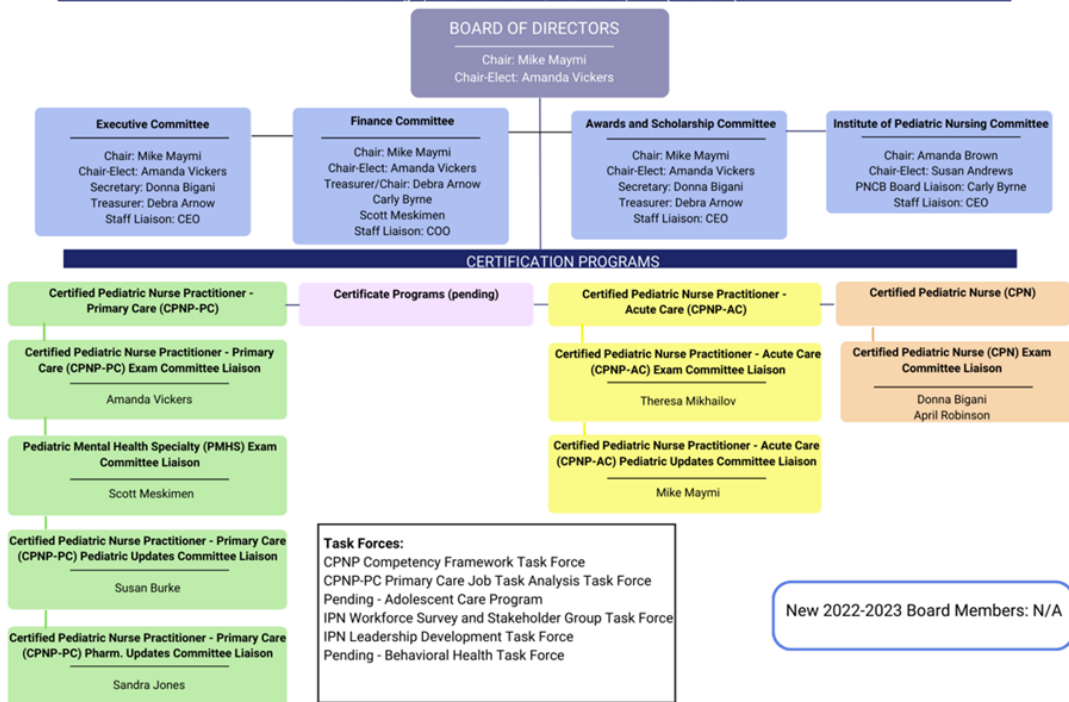 BOARD OF DIRECTORS
Chair: Mike Maymi
Chair-Elect: Amanda Vickers
Executive Committee
Chair: Mike Maymi
Chair-Elect: Amanda Vickers
Secretary: Donna Bigani
Treasurer: Debra Arnow
Staff Liaison: CEO
Finance Committee
Chair: Mike Maymi
Chair-Elect: Amanda Vickers
Treasurer/Chair: Debra Arnow
Carly Byrne
Scott Meskimen
Staff Liaison: COO
Awards and Scholarship Committee
Chair: Mike Maymi
Chair-Elect: Amanda Vickers
Secretary: Donna Bigani
Treasurer: Debra Arnow
Staff Liaison: CEO
Institute of Pediatric Nursing Committee
Chair: Amanda Brown
Chair-Elect: Susan Andrews
PNCB Board Liaison: Carly Byrne
Staff Liaison: CEO
CERTIFICATION PROGRAMS
Certified Pediatric Nurse Practitioner -
Primary Care (CPNP-PC)
Certified Pediatric Nurse Practitioner - Primary
Care (CPNP-PC) Exam Committee Liaison
Amanda Vickers
Pediatric Mental Health Specialty (PMHS) Exam
Committee Liaison
Scott Meskimen
Certified Pediatric Nurse Practitioner - Primary Care
(CPNP-PC) Pediatric Updates Committee Liaison
Susan Burke
Certified Pediatric Nurse Practitioner - Primary Care
(CPNP-PC) Pharm. Updates Committee Liaison
Sandra Jones
Certificate Programs (pending)
Certified Pediatric Nurse Practitioner -
Acute Care (CPNP-AC)
Certified Pediatric Nurse Practitioner - Acute Care
(CPNP-AC) Exam Committee Liaison
Theresa Mikhailov
Certified Pediatric Nurse Practitioner - Acute Care
(CPNP-AC) Pediatric Updates Committee Liaison
Mike Maymi
Certified Pediatric Nurse (CPN)
Certified Pediatric Nurse (CPN) Exam
Committee Liaison
Donna Bigani
April Robinson
Task Forces:
CPNP Competency Framework Task Force
CPNP-PC Primary Care Job Task Analysis Task Force
Pending - Adolescent Care Program
IPN Workforce Survey and Stakeholder Group Task Force
IPN Leadership Development Task Force
Pending - Behavioral Health Task Force
New 2022-2023 Board Members: N/A